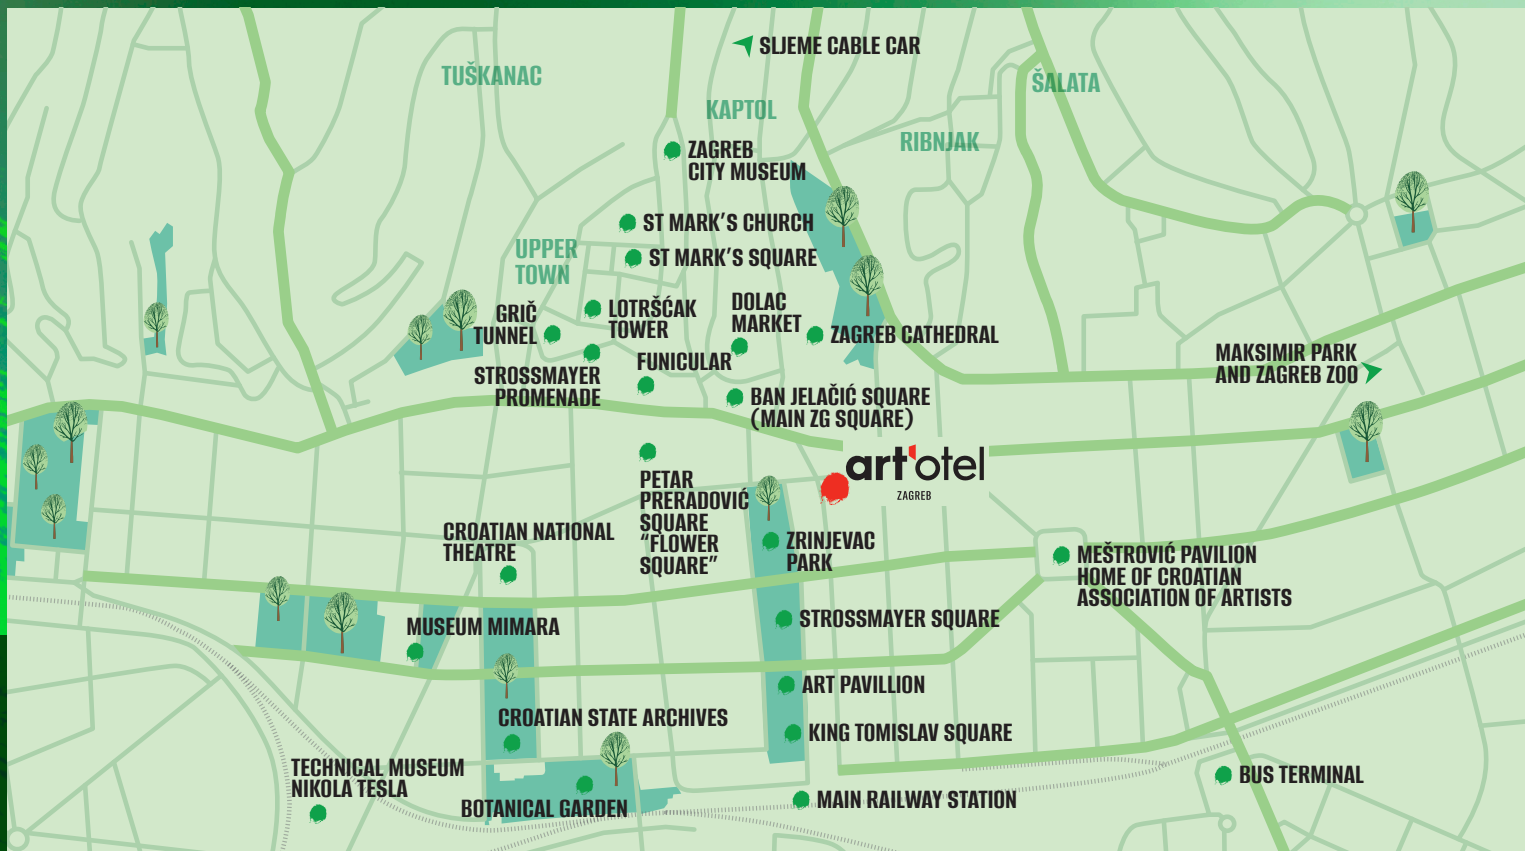 SLJEME CABLE CAR
TUŠKANAC
ŠALATA
KAPTOL
RIBNJAK
ZAGREB
CITY MUSEUM
ST MARK'S CHURCH
UPPER
TOWN
ST MARK'S SQUARE
GRIČ
TUNNEL
LOTRŠĆAK
TOWER
DOLAC
MARKET
ZAGREB CATHEDRAL
FUNICULAR
STROSSMAYER
PROMENADE
MAKSIMIR PARK
AND ZAGREB ZOO
BAN JELAČIĆ SQUARE
(MAIN ZG SQUARE)
art'otel
ZAGREB
PETAR
PRERADOVIĆ
SQUARE
“FLOWER
SQUARE”
CROATIAN NATIONAL
THEATRE
ZRINJEVAC
PARK
MEŠTROVIĆ PAVILION
HOME OF CROATIAN
ASSOCIATION OF ARTISTS
MUSEUM MIMARA
STROSSMAYER SQUARE
ART PAVILLION
CROATIAN STATE ARCHIVES
KING TOMISLAV SQUARE
TECHNICAL MUSEUM
NIKOLA TESLA
BOTANICAL GARDEN
MAIN RAILWAY STATION
BUS TERMINAL